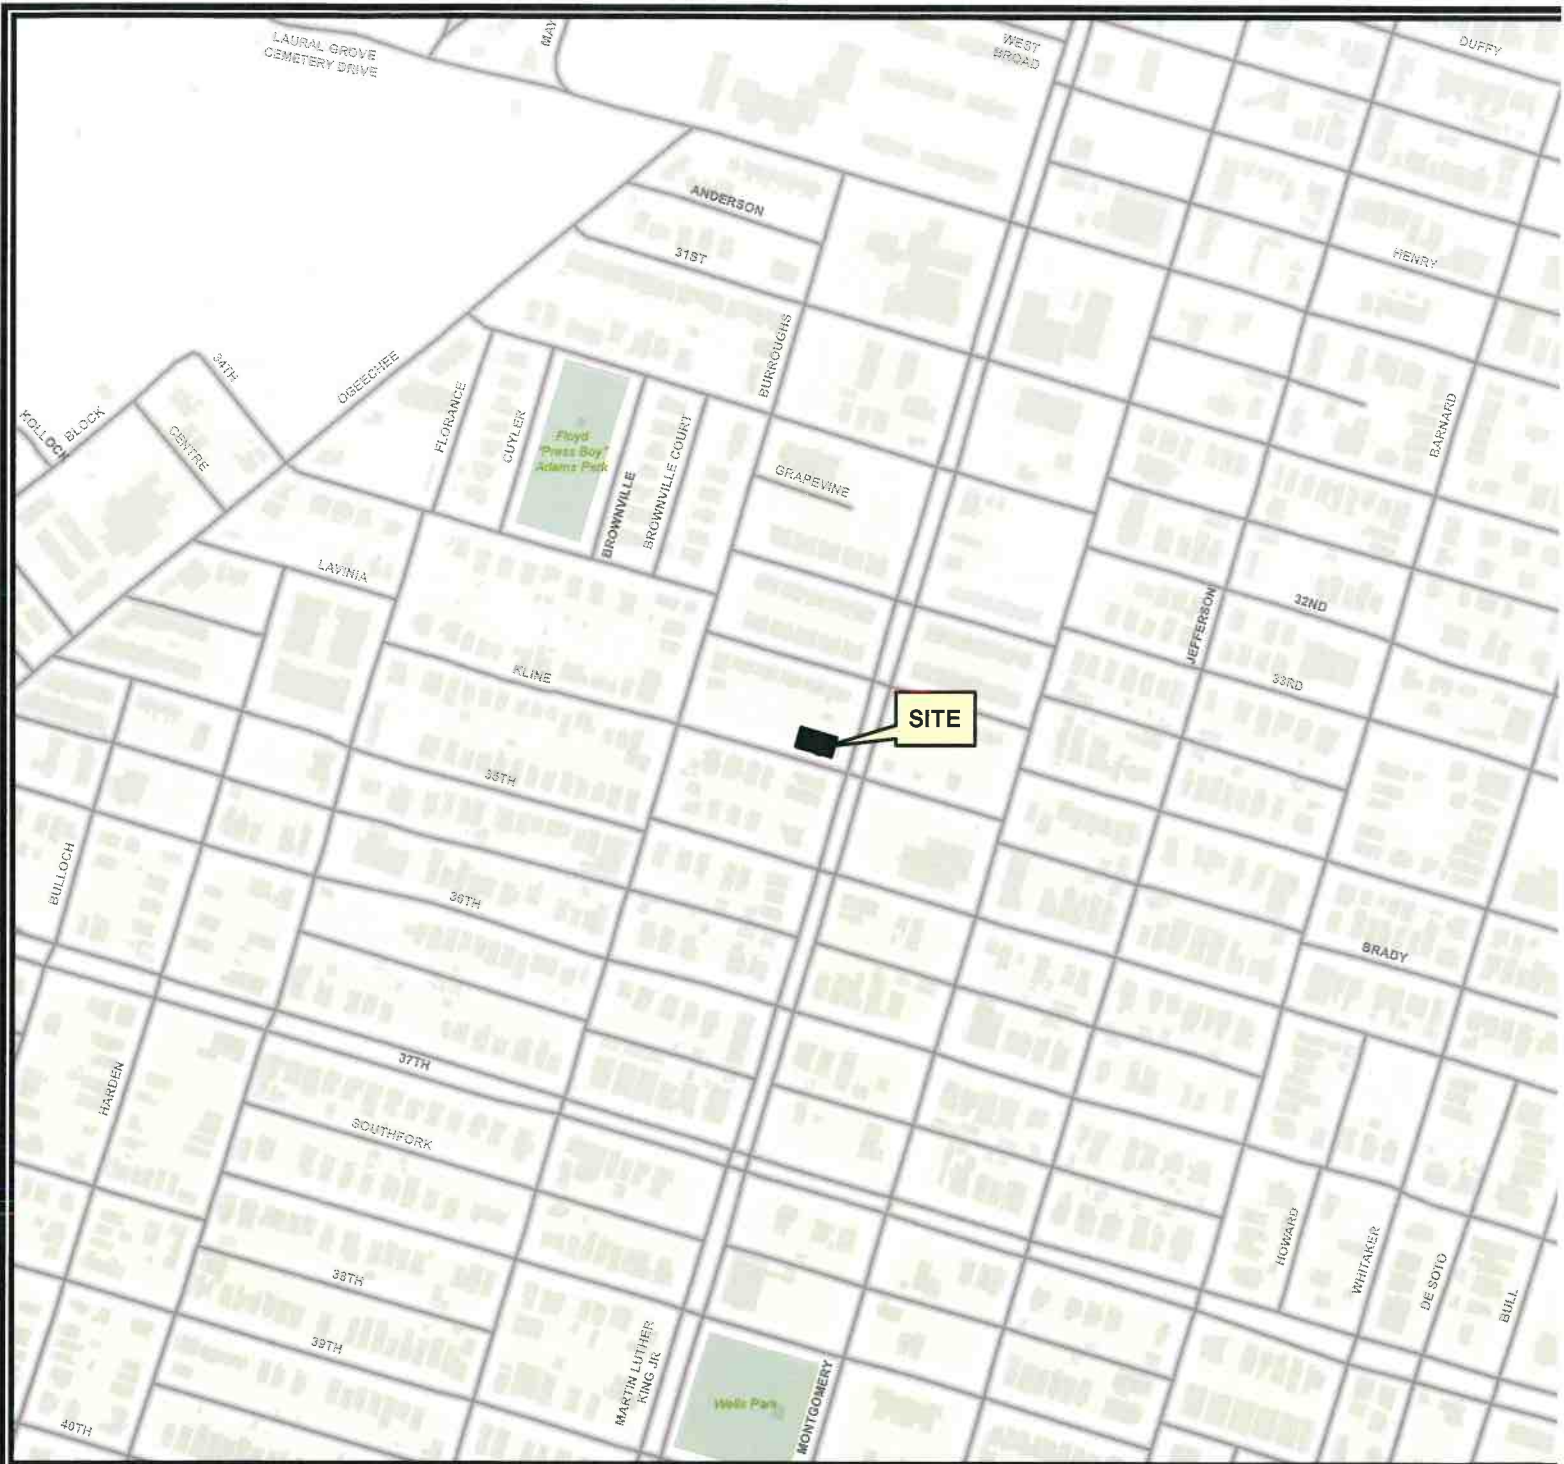 LAURAL GROVE
CEMETERY DRIVE
MAY
WEST
BROAD
DUFFY
ANDERSON
31ST
HENRY
BURROUGHS
34TH
OGEECHEE
FLORANCE
CUYLER
Floyd
"Press Boy"
Adams Park
BROWNVILLE
BROWNVILLE COURT
BARNARD
KOLLOCK
BLOCK
CENTRE
GRAPEVINE
LAVINIA
JEFFERSON
32ND
KLINE
33RD
SITE
35TH
BULLOCH
36TH
BRADY
37TH
HARDEN
SOUTHFORK
HOWARD
WHITAKER
DE SOTO
BULL
38TH
39TH
MARTIN LUTHER
KING JR
Wells Park
MONTGOMERY
40TH